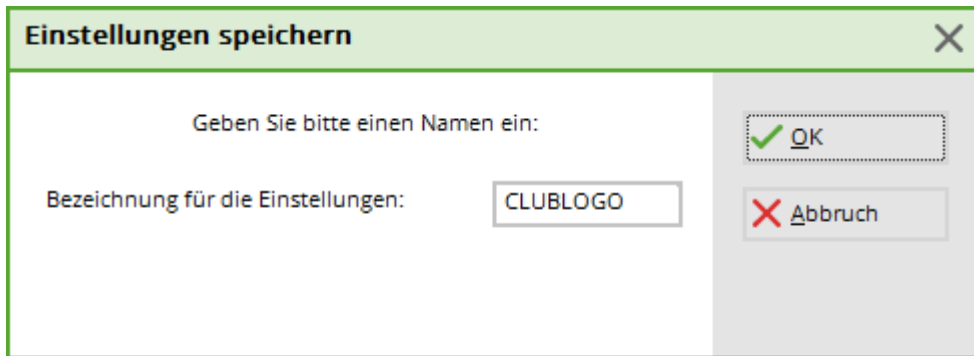 Einstellungen speichern
Geben Sie bitte einen Namen ein:
Bezeichnung für die Einstellungen: CLUBLOGO
OK
Abbruch